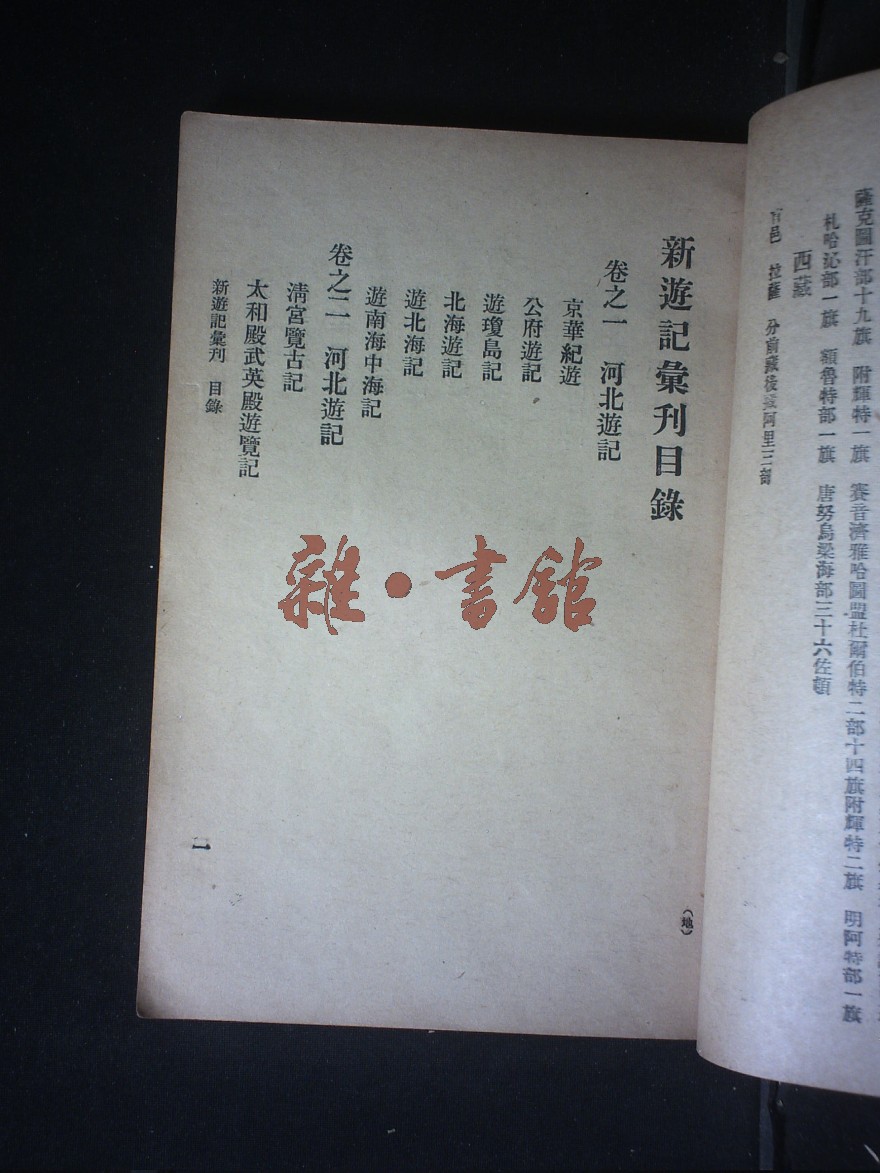 薩克圖汗部十九旗　附輝特一旗　賽音濟雅哈圖盟杜爾伯特二部十四旗附輝特二旗　明阿特部一旗
札哈沁部一旗　額魯特部一旗　唐努烏梁海部三十六佐領
西藏
首邑　拉薩　分前藏後藏阿里三部
新遊記彙刊目錄
卷之一　河北遊記
京華紀遊
公府遊記
遊瓊島記
北海遊記
遊北海記
遊南海中海記
卷之二　河北遊記
清宮覽古記
太和殿武英殿遊覽記
新遊記彙刊　目錄
一
（地）
雜·書館